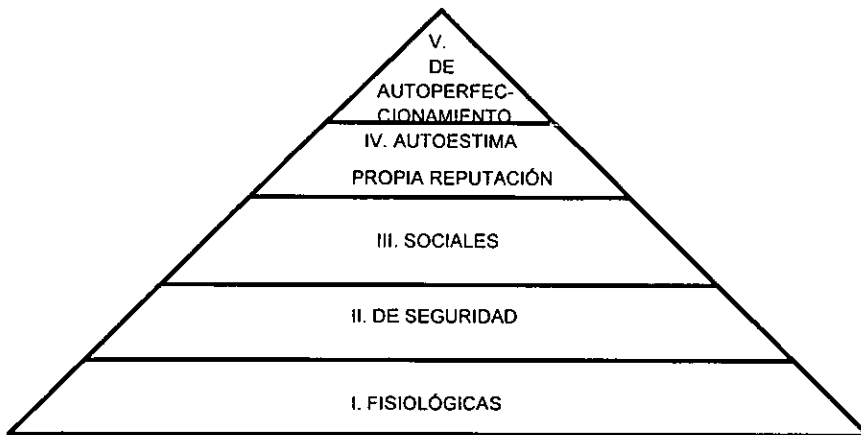 V.
DE
AUTOPERFEC-
CIONAMIENTO
IV. AUTOESTIMA
PROPIA REPUTACIÓN
III. SOCIALES
II. DE SEGURIDAD
I. FISIOLÓGICAS